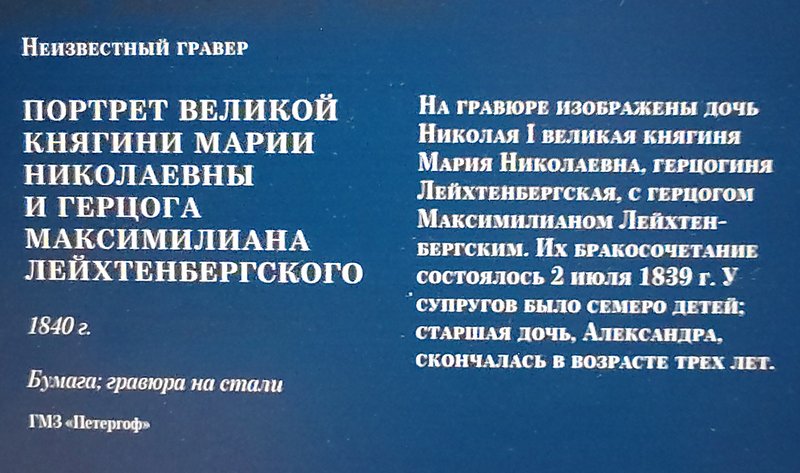 Неизвестный гравер
ПОРТРЕТ ВЕЛИКОЙ
КНЯГИНИ МАРИИ
НИКОЛАЕВНЫ
И ГЕРЦОГА
МАКСИМИЛИАНА
ЛЕЙХТЕНБЕРГСКОГО
1840 г.
Бумага; гравюра на стали
ГМЗ «Петергоф»
На гравюре изображены дочь
Николая I великая княгиня
Мария Николаевна, герцогиня
Лейхтенбергская, с герцогом
Максимилианом Лейхтен-
бергским. Их бракосочетание
состоялось 2 июля 1839 г. У
супругов было семеро детей;
старшая дочь, Александра,
скончалась в возрасте трех лет.